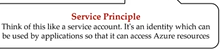 Service Principle
Think of this like a service account. It's an identity which can
be used by applications so that it can access Azure resources